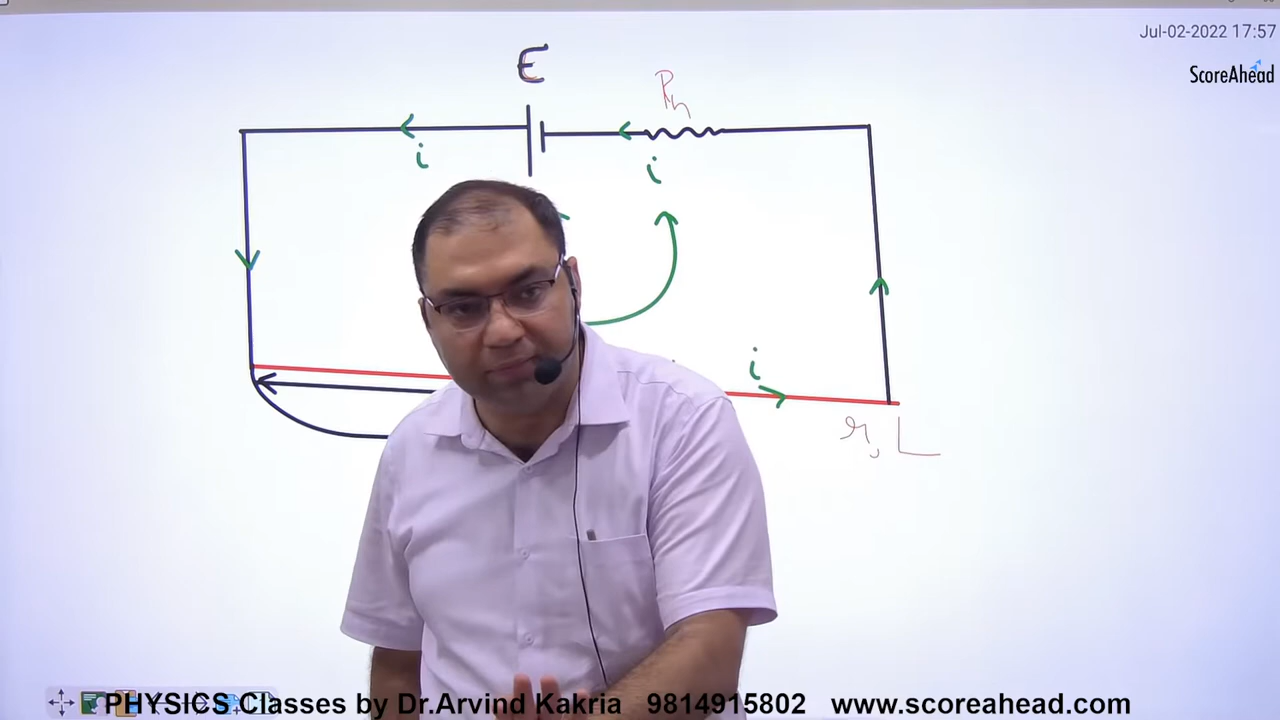 Jul-02-2022 17:57
ScoreAhead
E
Rh
i
i
i
r, L
PHYSICS Classes by Dr.Arvind Kakria 9814915802 www.scoreahead.com